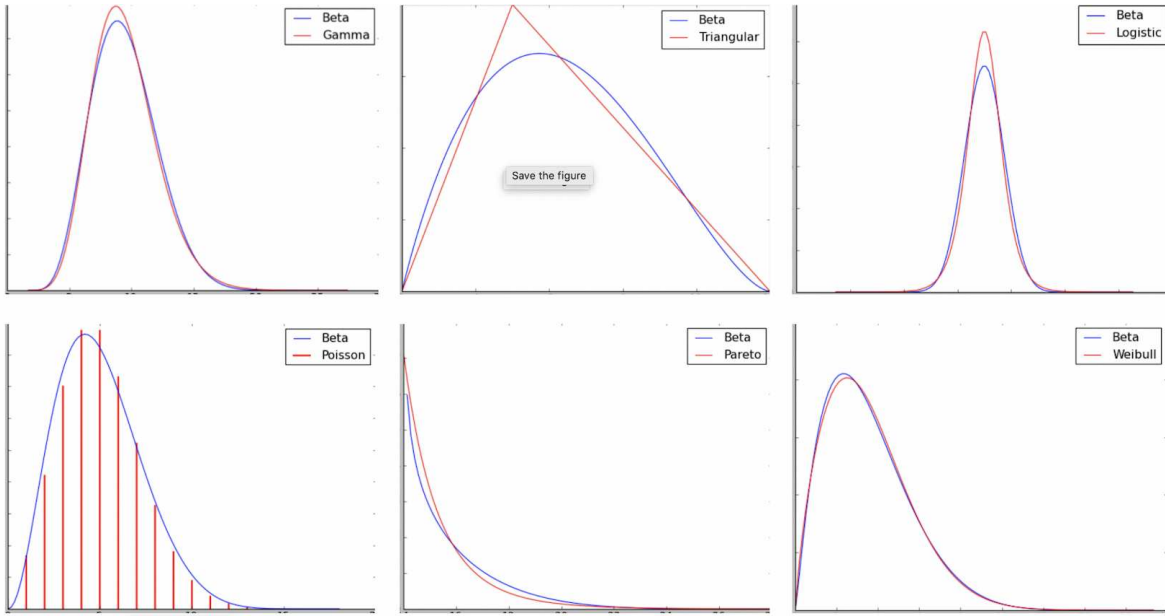 Beta
Gamma
Beta
Triangular
Beta
Logistic
Save the figure
Beta
Poisson
Beta
Pareto
Beta
Weibull